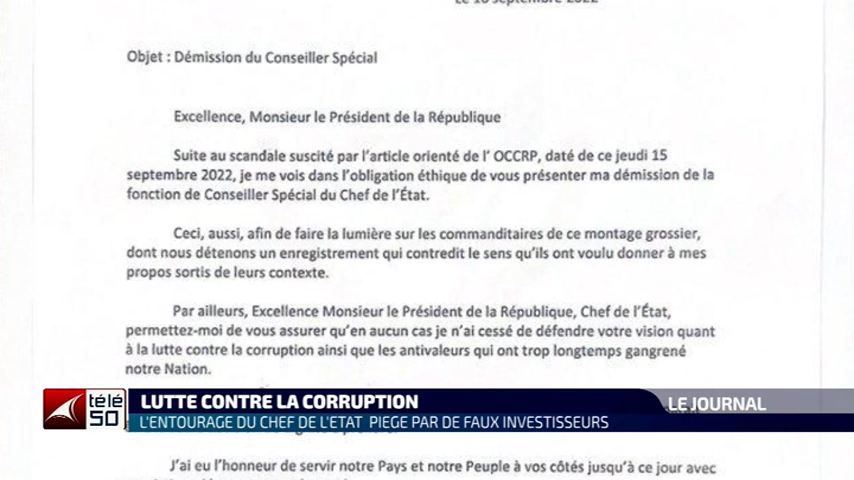 Le 16 septembre 2022
Objet : Démission du Conseiller Spécial
Excellence, Monsieur le Président de la République
Suite au scandale suscité par l'article orienté de l' OCCRP, daté de ce jeudi 15
septembre 2022, je me vois dans l'obligation éthique de vous présenter ma démission de la
fonction de Conseiller Spécial du Chef de l'État.
Ceci, aussi, afin de faire la lumière sur les commanditaires de ce montage grossier,
dont nous détenons un enregistrement qui contredit le sens qu'ils ont voulu donner à mes
propos sortis de leurs contexte.
Par ailleurs, Excellence Monsieur le Président de la République, Chef de l'État,
permettez-moi de vous assurer qu'en aucun cas je n'ai cessé de défendre votre vision quant
à la lutte contre la corruption ainsi que les antivaleurs qui ont trop longtemps gangrené
notre Nation.
télé 50
LUTTE CONTRE LA CORRUPTION
LE JOURNAL
L'ENTOURAGE DU CHEF DE L'ETAT PIEGE PAR DE FAUX INVESTISSEURS
J'ai eu l'honneur de servir notre Pays et notre Peuple à vos côtés jusqu'à ce jour avec